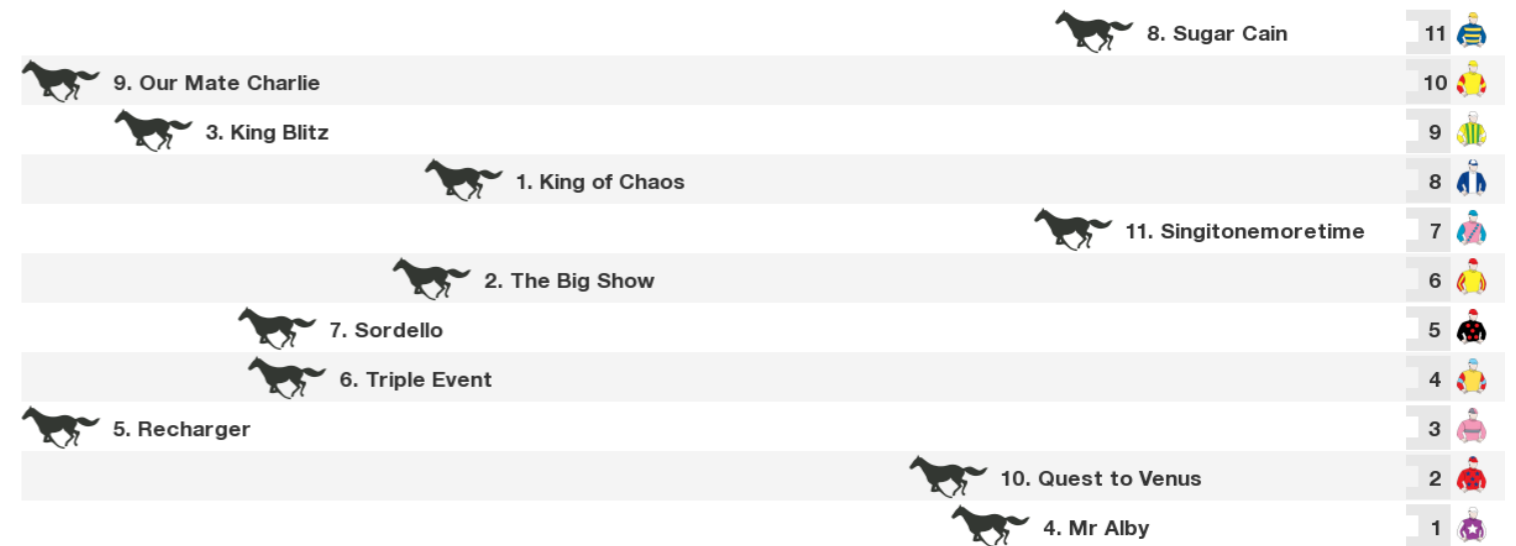 8. Sugar Cain 11
9. Our Mate Charlie 10
3. King Blitz 9
1. King of Chaos 8
11. Singitonemoretime 7
2. The Big Show 6
7. Sordello 5
6. Triple Event 4
5. Recharger 3
10. Quest to Venus 2
4. Mr Alby 1